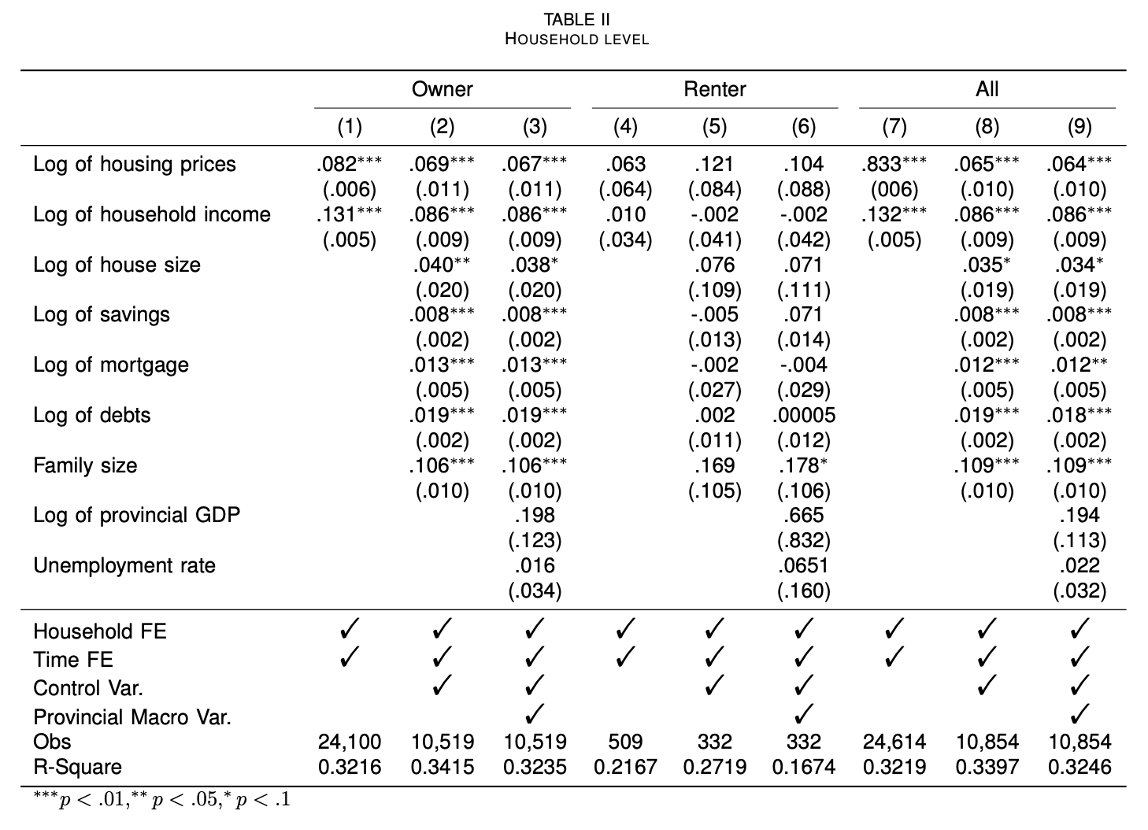 TABLE II
HOUSEHOLD LEVEL
Owner Renter All
(1) (2) (3) (4) (5) (6) (7) (8) (9)
Log of housing prices .082*** .069*** .067*** .063 .121 .104 .833*** .065*** .064***
(.006) (.011) (.011) (.064) (.084) (.088) (006) (.010) (.010)
Log of household income .131*** .086*** .086*** .010 -.002 -.002 .132*** .086*** .086***
(.005) (.009) (.009) (.034) (.041) (.042) (.005) (.009) (.009)
Log of house size .040** .038* .076 .071 .035* .034*
(.020) (.020) (.109) (.111) (.019) (.019)
Log of savings .008*** .008*** -.005 .071 .008*** .008***
(.002) (.002) (.013) (.014) (.002) (.002)
Log of mortgage .013*** .013*** -.002 -.004 .012*** .012**
(.005) (.005) (.027) (.029) (.005) (.005)
Log of debts .019*** .019*** .002 .00005 .019*** .018***
(.002) (.002) (.011) (.012) (.002) (.002)
Family size .106*** .106*** .169 .178* .109*** .109***
(.010) (.010) (.105) (.106) (.010) (.010)
Log of provincial GDP .198 .665 .194
(.123) (.832) (.113)
Unemployment rate .016 .0651 .022
(.034) (.160) (.032)
Household FE ✓ ✓ ✓ ✓ ✓ ✓ ✓ ✓ ✓
Time FE ✓ ✓ ✓ ✓ ✓ ✓ ✓ ✓ ✓
Control Var. ✓ ✓ ✓ ✓ ✓ ✓
Provincial Macro Var. ✓ ✓ ✓
Obs 24,100 10,519 10,519 509 332 332 24,614 10,854 10,854
R-Square 0.3216 0.3415 0.3235 0.2167 0.2719 0.1674 0.3219 0.3397 0.3246
***p < .01,** p < .05,* p < .1